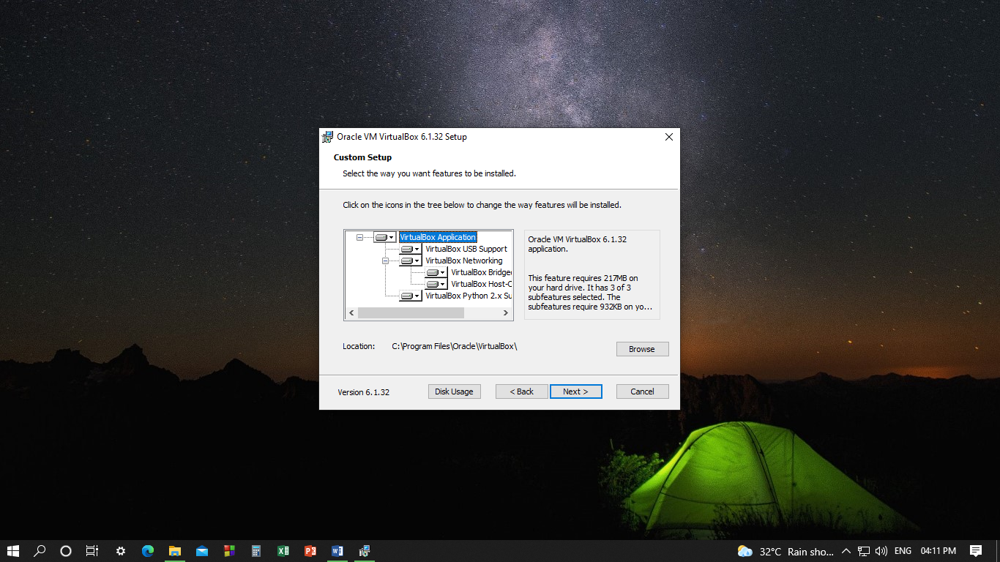 Oracle VM VirtualBox 6.1.32 Setup
Custom Setup
Select the way you want features to be installed.
Click on the icons in the tree below to change the way features will be installed.
VirtualBox Application
VirtualBox USB Support
VirtualBox Networking
VirtualBox Bridged
VirtualBox Host-O
VirtualBox Python 2.x Su
Oracle VM VirtualBox 6.1.32
application.
This feature requires 217MB on
your hard drive. It has 3 of 3
subfeatures selected. The
subfeatures require 932KB on yo...
Location: C:\Program Files\Oracle\VirtualBox\
Browse
Version 6.1.32
Disk Usage
< Back
Next >
Cancel
32°C Rain sho...
ENG
04:11 PM